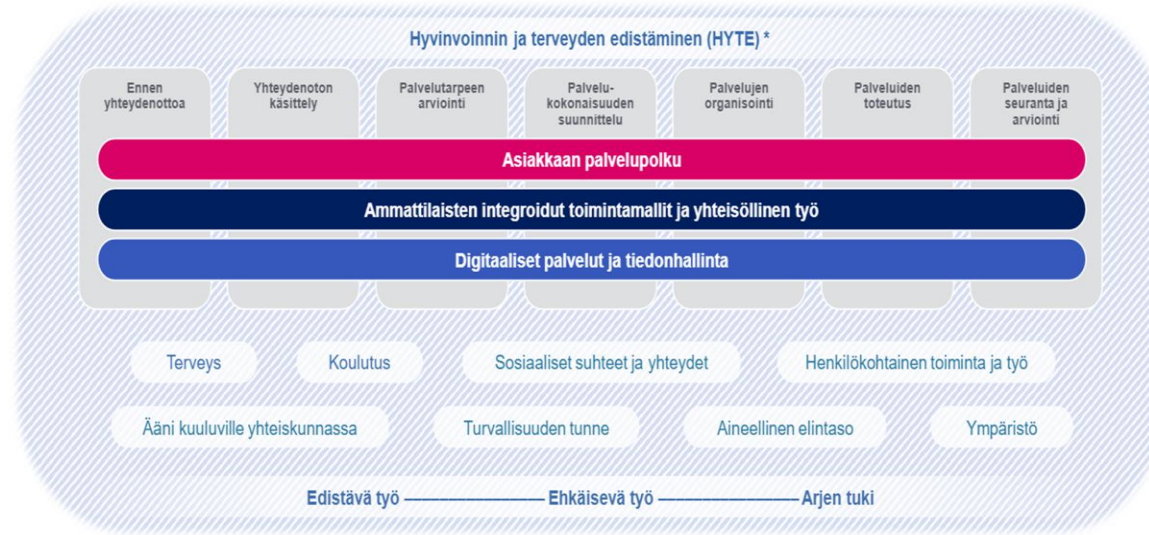 Hyvinvoinnin ja terveyden edistäminen (HYTE) *
Ennen
yhteydenottoa
Yhteydenoton
käsittely
Palvelutarpeen
arviointi
Palvelu-
kokonaisuuden
suunnittelu
Palvelujen
organisointi
Palveluiden
toteutus
Palveluiden
seuranta ja
arviointi
Asiakkaan palvelupolku
Ammattilaisten integroidut toimintamallit ja yhteisöllinen työ
Digitaaliset palvelut ja tiedonhallinta
Terveys
Koulutus
Sosiaaliset suhteet ja yhteydet
Henkilökohtainen toiminta ja työ
Ääni kuuluville yhteiskunnassa
Turvallisuuden tunne
Aineellinen elintaso
Ympäristö
Edistävä työ ––––––––––– Ehkäisevä työ ––––––––––– Arjen tuki